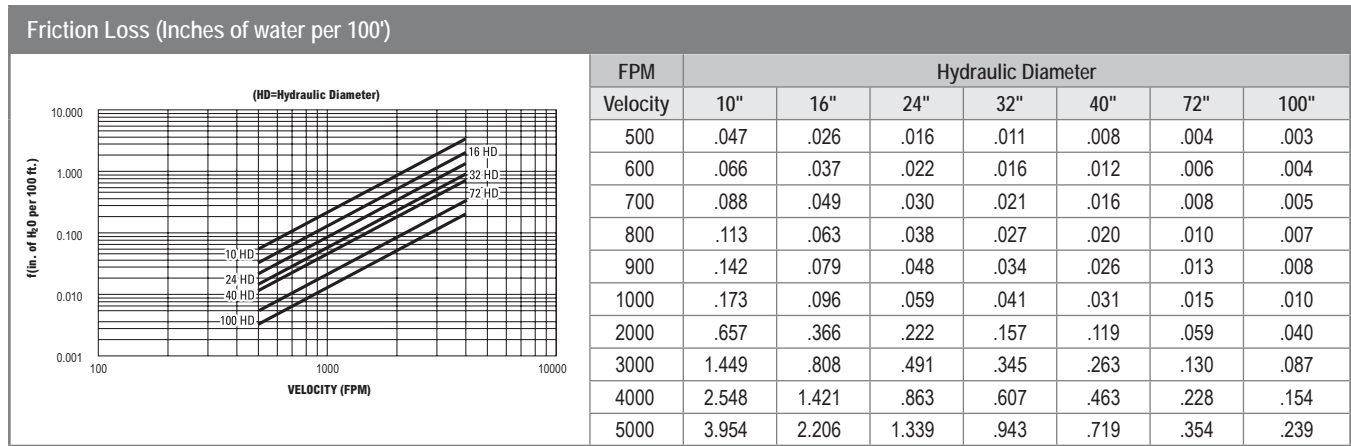 Friction Loss (Inches of water per 100')
(HD=Hydraulic Diameter)
10.000
1.000
0.100
0.010
0.001
f(in. of H₂O per 100 ft.)
16 HD
32 HD
72 HD
10 HD
24 HD
40 HD
100 HD
100 1000 10000
VELOCITY (FPM)
FPM Hydraulic Diameter
Velocity 10" 16" 24" 32" 40" 72" 100"
500 .047 .026 .016 .011 .008 .004 .003
600 .066 .037 .022 .016 .012 .006 .004
700 .088 .049 .030 .021 .016 .008 .005
800 .113 .063 .038 .027 .020 .010 .007
900 .142 .079 .048 .034 .026 .013 .008
1000 .173 .096 .059 .041 .031 .015 .010
2000 .657 .366 .222 .157 .119 .059 .040
3000 1.449 .808 .491 .345 .263 .130 .087
4000 2.548 1.421 .863 .607 .463 .228 .154
5000 3.954 2.206 1.339 .943 .719 .354 .239